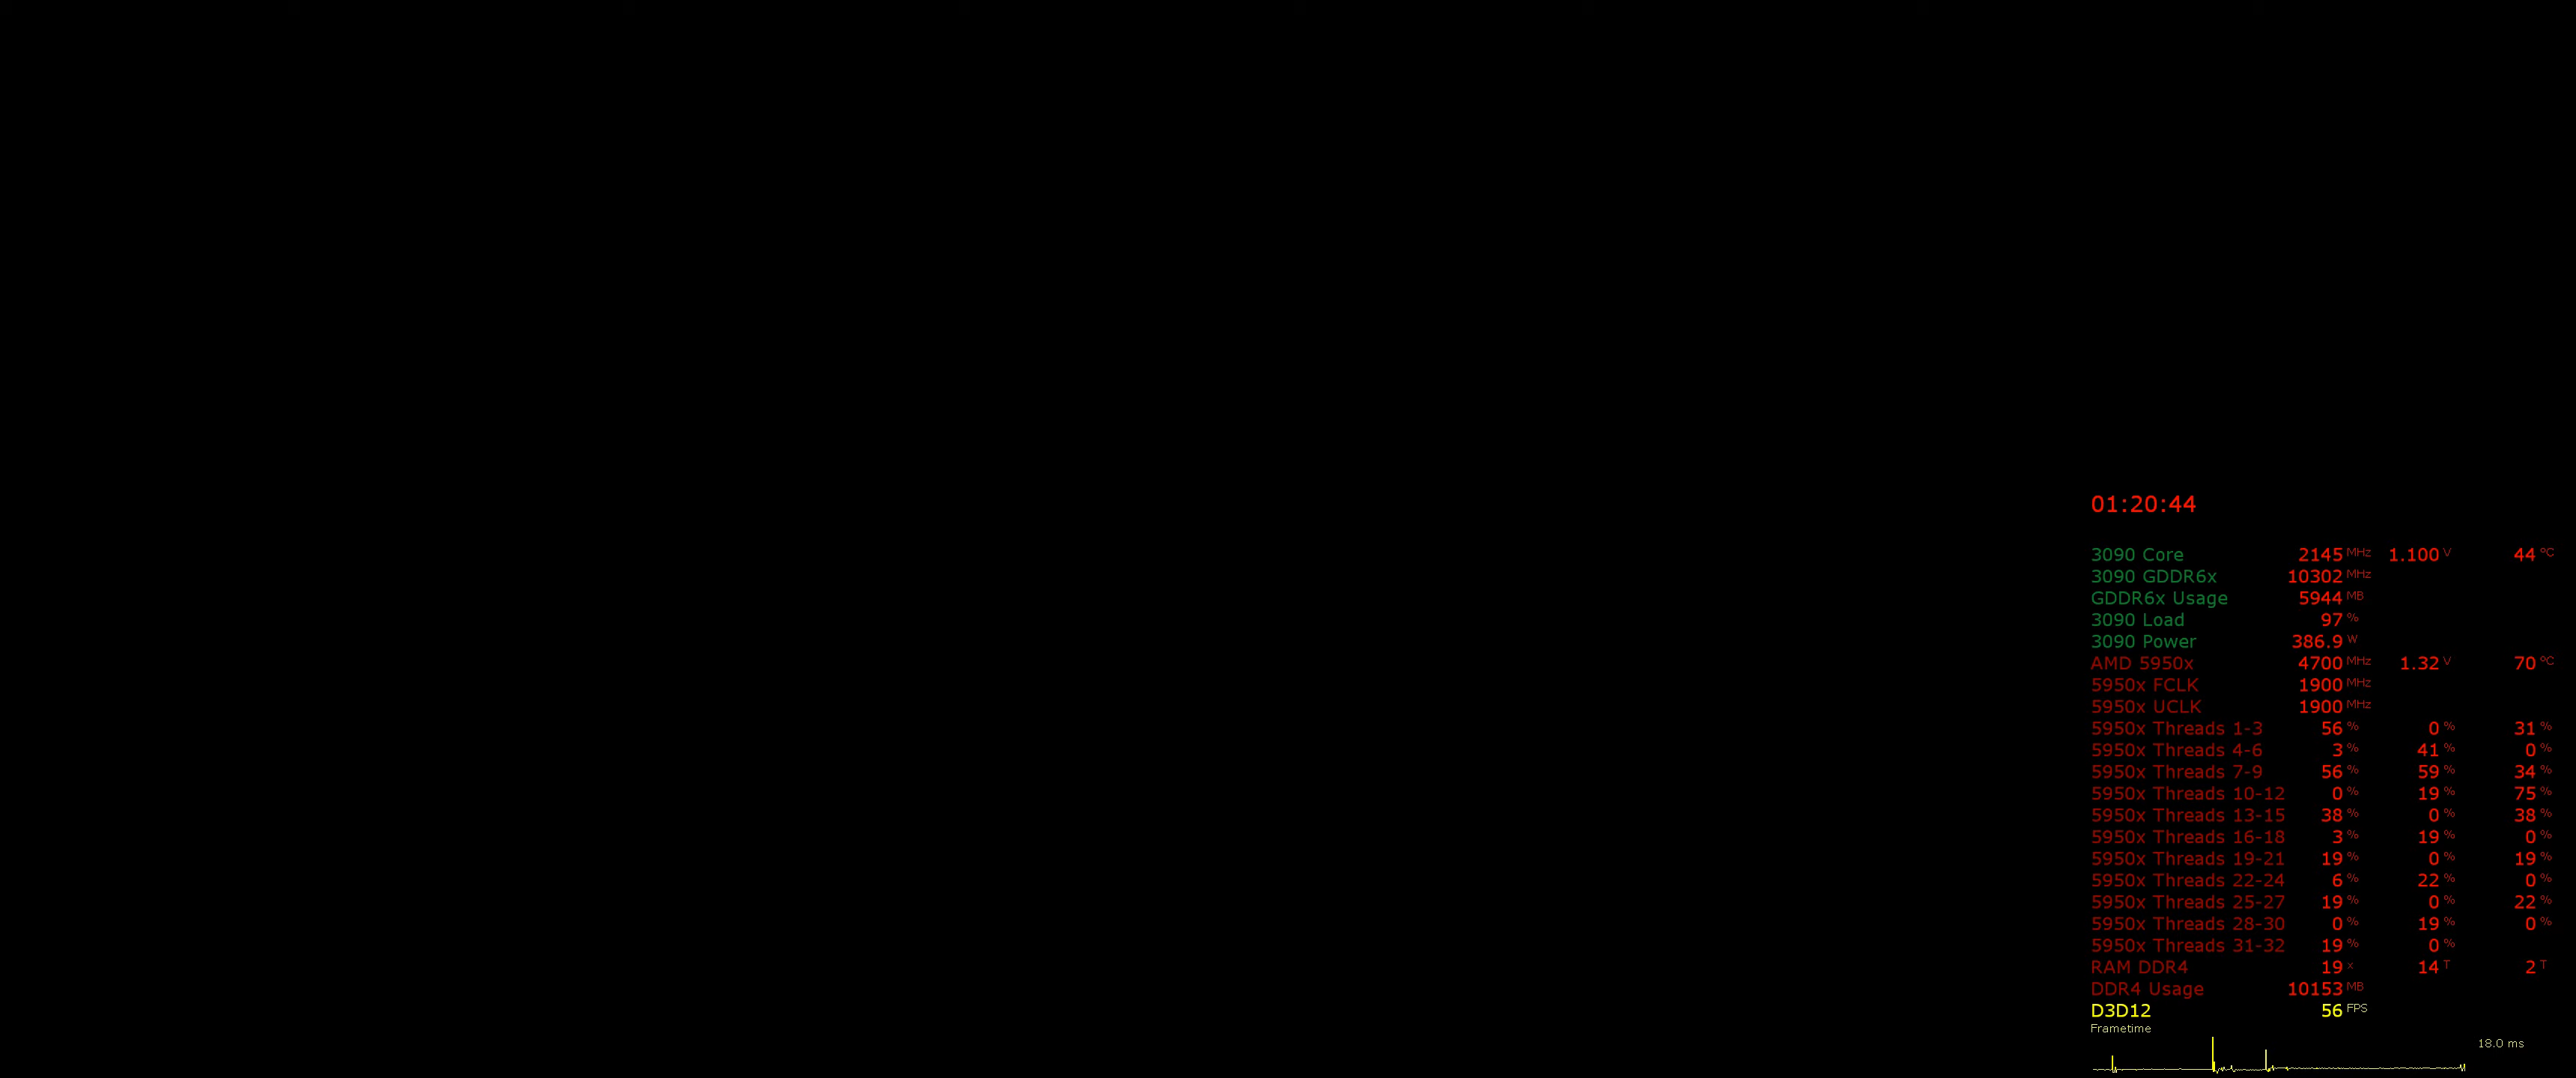 01:20:44
3090 Core 2145 MHz 1.100 V 44 °C
3090 GDDR6x 10302 MHz
GDDR6x Usage 5944 MB
3090 Load 97 %
3090 Power 386.9 W
AMD 5950x 4700 MHz 1.32 V 70 °C
5950x FCLK 1900 MHz
5950x UCLK 1900 MHz
5950x Threads 1-3 56 % 0 % 31 %
5950x Threads 4-6 3 % 41 % 0 %
5950x Threads 7-9 56 % 59 % 34 %
5950x Threads 10-12 0 % 19 % 75 %
5950x Threads 13-15 38 % 0 % 38 %
5950x Threads 16-18 3 % 19 % 0 %
5950x Threads 19-21 19 % 0 % 19 %
5950x Threads 22-24 6 % 22 % 0 %
5950x Threads 25-27 19 % 0 % 22 %
5950x Threads 28-30 0 % 19 % 0 %
5950x Threads 31-32 19 % 0 %
RAM DDR4 19 x 14 T 2 T
DDR4 Usage 10153 MB
D3D12 56 FPS
Frametime
18.0 ms